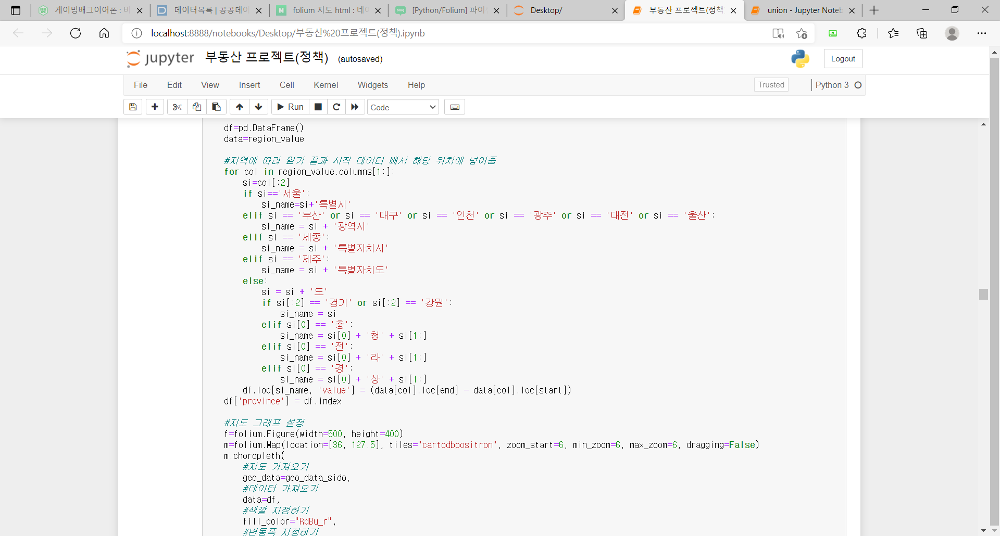 게이밍배그이어폰 : 네
데이터목록 | 공공데이
folium 지도 html : 네이
[Python/Folium] 파이
Desktop/
부동산 프로젝트(정책
union - Jupyter Noteb
localhost:8888/notebooks/Desktop/부동산%20프로젝트(정책).ipynb
jupyter 부동산 프로젝트(정책) (autosaved)
Logout
File Edit View Insert Cell Kernel Widgets Help
Trusted
Python 3
Run
Code
df=pd.DataFrame()
data=region_value
#지역에 따라 임기 끝과 시작 데이터 빼서 해당 위치에 넣어줌
for col in region_value.columns[1:]:
si=col[:2]
if si=='서울':
si_name=si+'특별시'
elif si == '부산' or si == '대구' or si == '인천' or si == '광주' or si == '대전' or si == '울산':
si_name = si + '광역시'
elif si == '세종':
si_name = si + '특별자치시'
elif si == '제주':
si_name = si + '특별자치도'
else:
si = si + '도'
if si[:2] == '경기' or si[:2] == '강원':
si_name = si
elif si[0] == '충':
si_name = si[0] + '청' + si[1:]
elif si[0] == '전':
si_name = si[0] + '라' + si[1:]
elif si[0] == '경':
si_name = si[0] + '상' + si[1:]
df.loc[si_name, 'value'] = (data[col].loc[end] - data[col].loc[start])
df['province'] = df.index
#지도 그래프 설정
f=folium.Figure(width=500, height=400)
m=folium.Map(location=[36, 127.5], tiles="cartodbpositron", zoom_start=6, min_zoom=6, max_zoom=6, dragging=False)
m.choropleth(
#지도 가져오기
geo_data=geo_data_sido,
#데이터 가져오기
data=df,
#색깔 지정하기
fill_color="RdBu_r",
#변동폭 지정하기